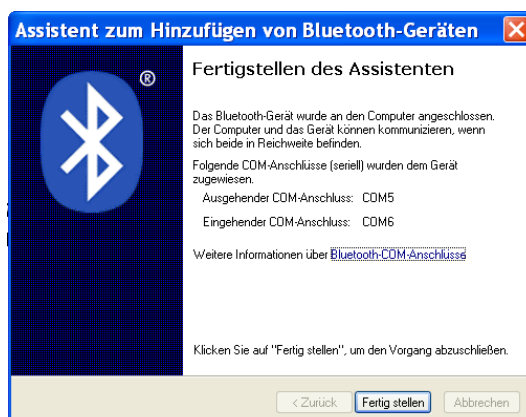 Assistent zum Hinzufügen von Bluetooth-Geräten
®
Fertigstellen des Assistenten
Das Bluetooth-Gerät wurde an den Computer angeschlossen.
Der Computer und das Gerät können kommunizieren, wenn
sich beide in Reichweite befinden.
Folgende COM-Anschlüsse (seriell) wurden dem Gerät
zugewiesen.
Ausgehender COM-Anschluss: COM5
Eingehender COM-Anschluss: COM6
Weitere Informationen über Bluetooth-COM-Anschlüsse
Klicken Sie auf "Fertig stellen", um den Vorgang abzuschließen.
< Zurück Fertig stellen Abbrechen